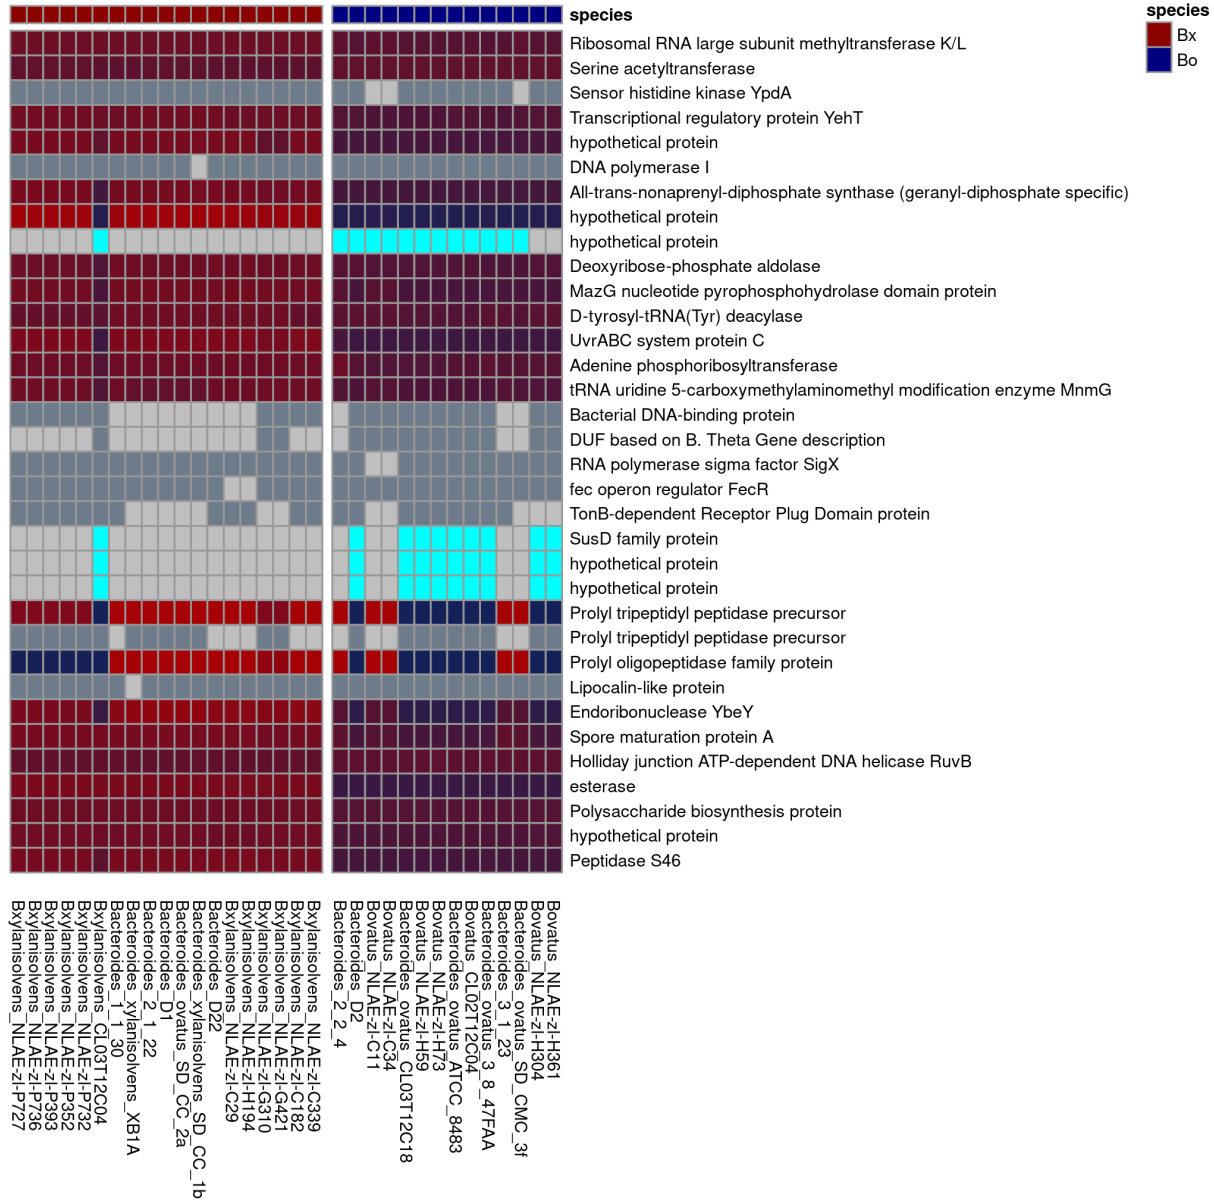 species
species
Bx
Bo
Ribosomal RNA large subunit methyltransferase K/L
Serine acetyltransferase
Sensor histidine kinase YpdA
Transcriptional regulatory protein YehT
hypothetical protein
DNA polymerase I
All-trans-nonaprenyl-diphosphate synthase (geranyl-diphosphate specific)
hypothetical protein
hypothetical protein
Deoxyribose-phosphate aldolase
MazG nucleotide pyrophosphohydrolase domain protein
D-tyrosyl-tRNA(Tyr) deacylase
UvrABC system protein C
Adenine phosphoribosyltransferase
tRNA uridine 5-carboxymethylaminomethyl modification enzyme MnmG
Bacterial DNA-binding protein
DUF based on B. Theta Gene description
RNA polymerase sigma factor SigX
fec operon regulator FecR
TonB-dependent Receptor Plug Domain protein
SusD family protein
hypothetical protein
hypothetical protein
Prolyl tripeptidyl peptidase precursor
Prolyl tripeptidyl peptidase precursor
Prolyl oligopeptidase family protein
Lipocalin-like protein
Endoribonuclease YbeY
Spore maturation protein A
Holliday junction ATP-dependent DNA helicase RuvB
esterase
Polysaccharide biosynthesis protein
hypothetical protein
Peptidase S46
Bxylanisolvens_NLAE-zl-P727
Bxylanisolvens_NLAE-zl-P736
Bxylanisolvens_NLAE-zl-P393
Bxylanisolvens_NLAE-zl-P352
Bxylanisolvens_NLAE-zl-P732
Bxylanisolvens_CL03T12C04
Bacteroides_1_1_30
Bacteroides_xylanisolvens_XB1A
Bacteroides_2_1_22
Bacteroides_D1
Bacteroides_ovatus_SD_CC_2a
Bacteroides_xylanisolvens_SD_CC_1b
Bacteroides_D22
Bxylanisolvens_NLAE-zl-C29
Bxylanisolvens_NLAE-zl-H194
Bxylanisolvens_NLAE-zl-G310
Bxylanisolvens_NLAE-zl-G421
Bxylanisolvens_NLAE-zl-C182
Bxylanisolvens_NLAE-zl-C339
Bacteroides_2_2_4
Bacteroides_D2
Bovatus_NLAE-zl-C11
Bovatus_NLAE-zl-C34
Bacteroides_ovatus_CL03T12C18
Bovatus_NLAE-zl-H59
Bovatus_NLAE-zl-H73
Bacteroides_ovatus_ATCC_8483
Bovatus_CL02T12C04
Bacteroides_ovatus_3_8_47FAA
Bacteroides_3_1_23
Bacteroides_ovatus_SD_CMC_3f
Bovatus_NLAE-zl-H304
Bovatus_NLAE-zl-H361